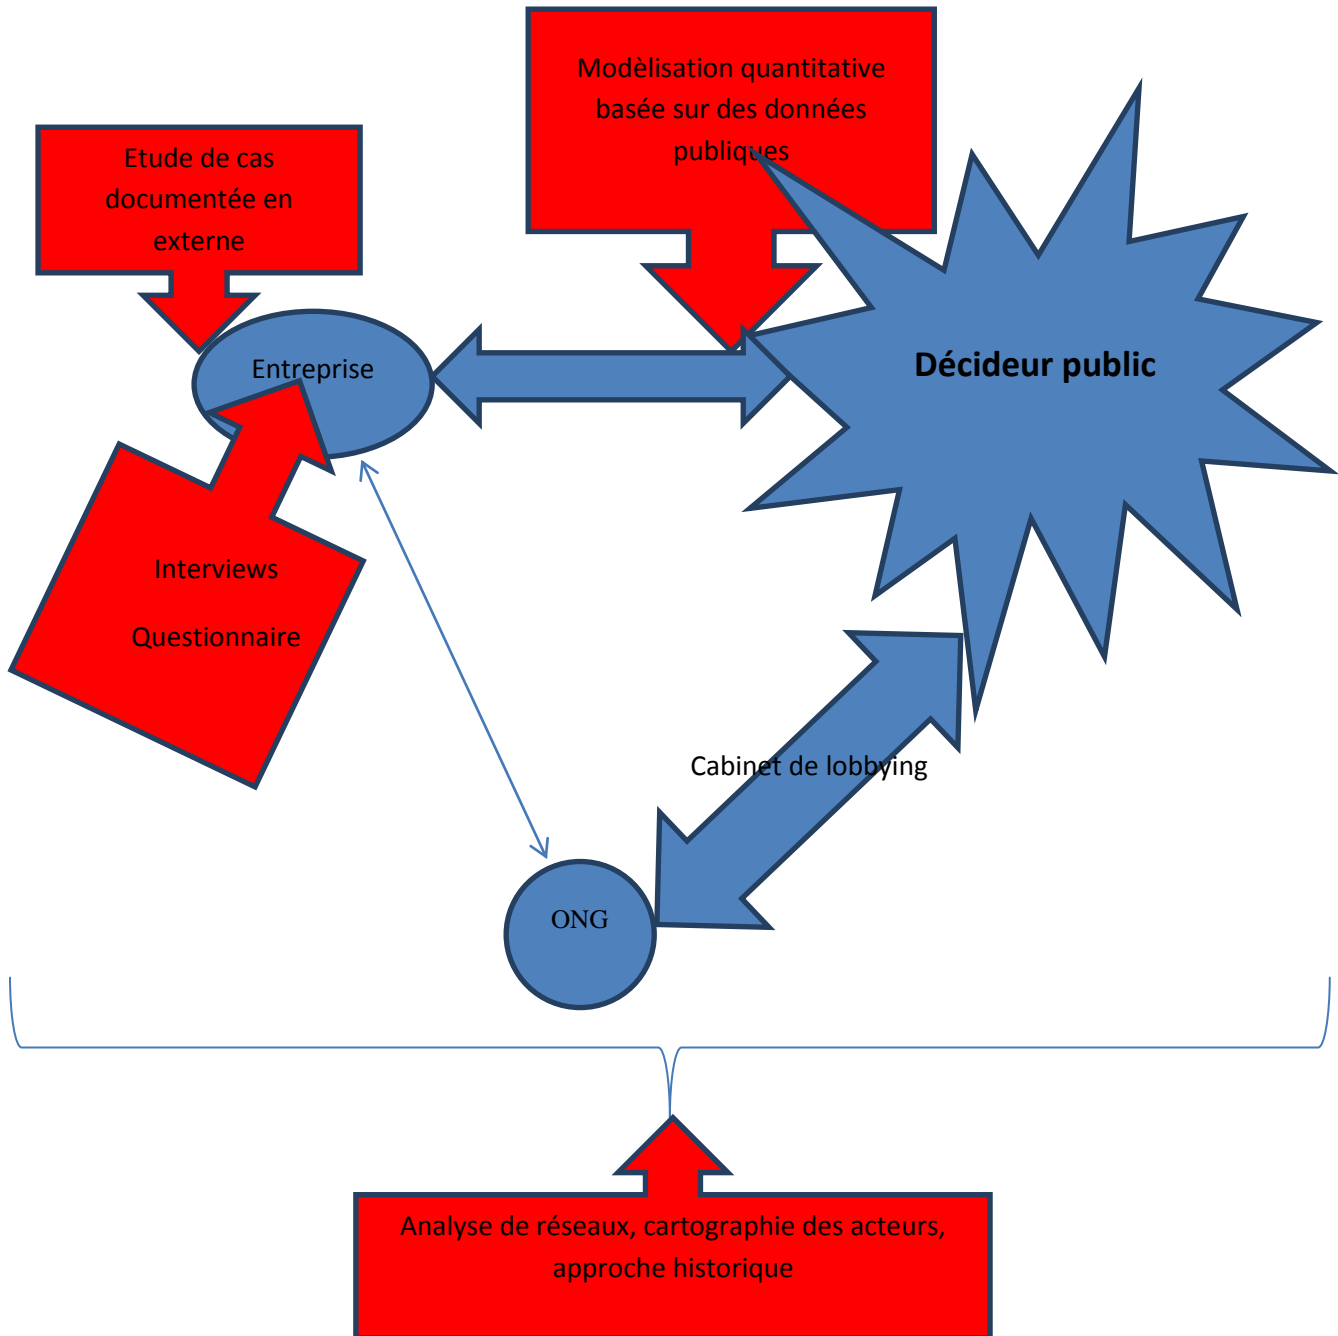 Modèlisation quantitative
basée sur des données
publiques
Etude de cas
documentée en
externe
Entreprise
Décideur public
Interviews
Questionnaire
Cabinet de lobbying
ONG
Analyse de réseaux, cartographie des acteurs,
approche historique